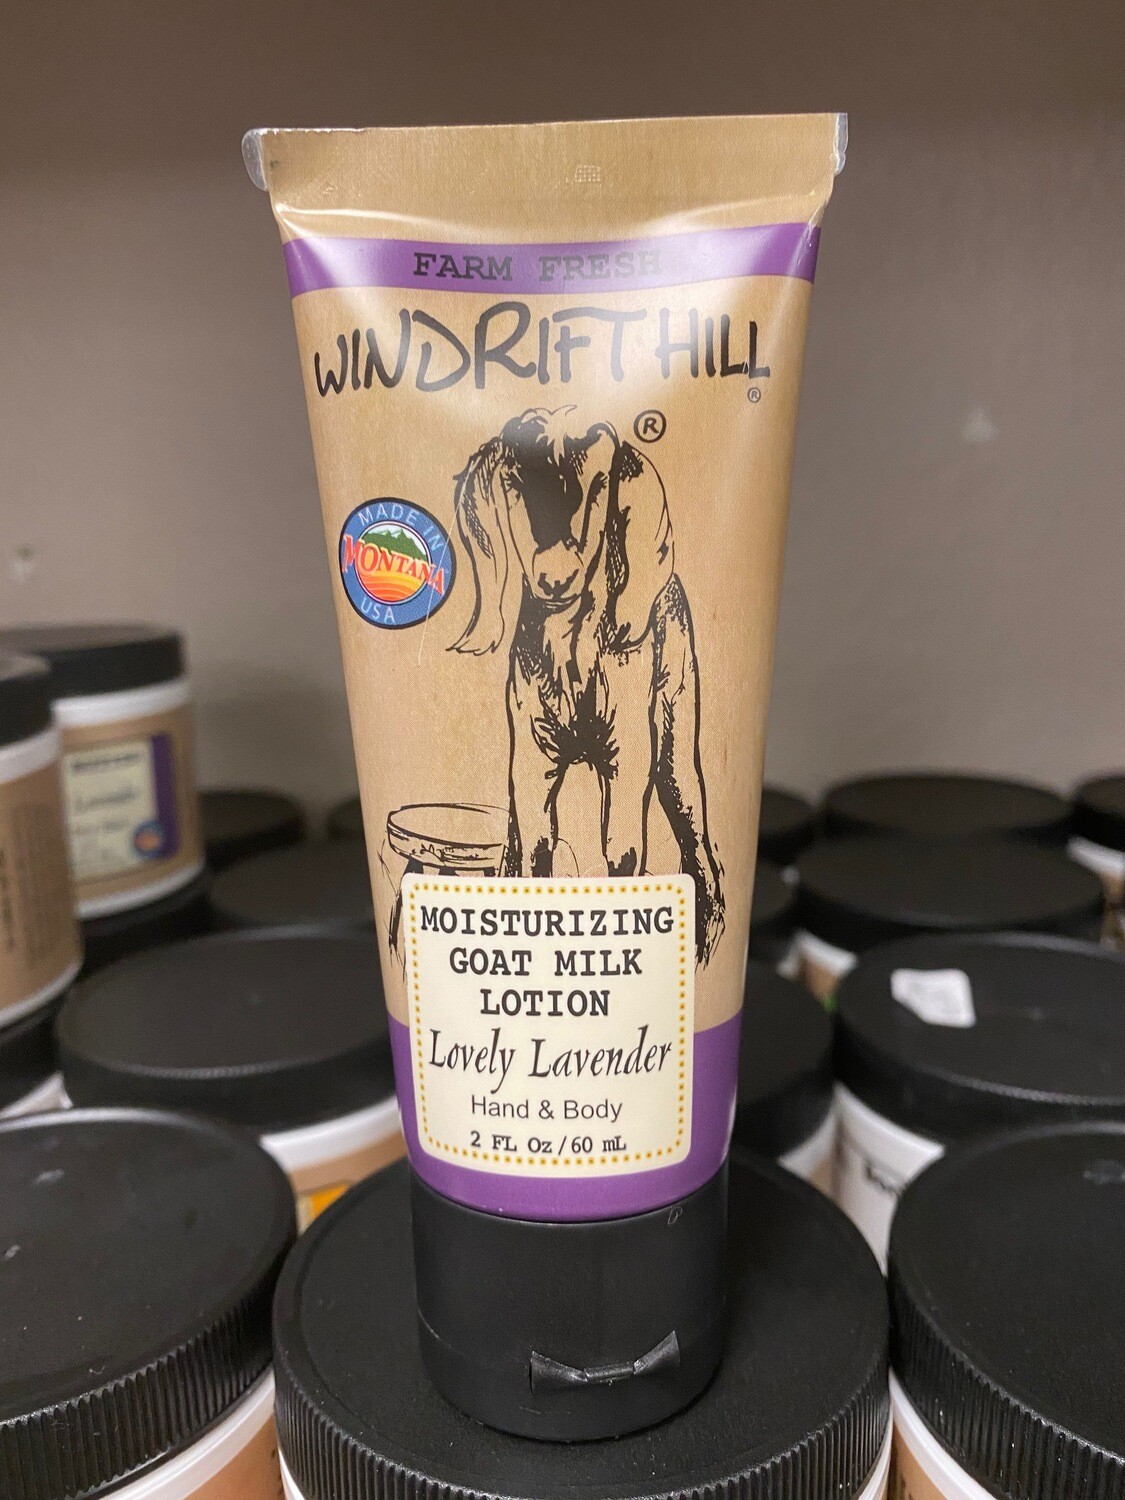 FARM FRESH
WINDRIFT HILL
®
®
MADE IN
MONTANA
USA
MOISTURIZING
GOAT MILK
LOTION
Lovely Lavender
Hand & Body
2 FL Oz / 60 mL